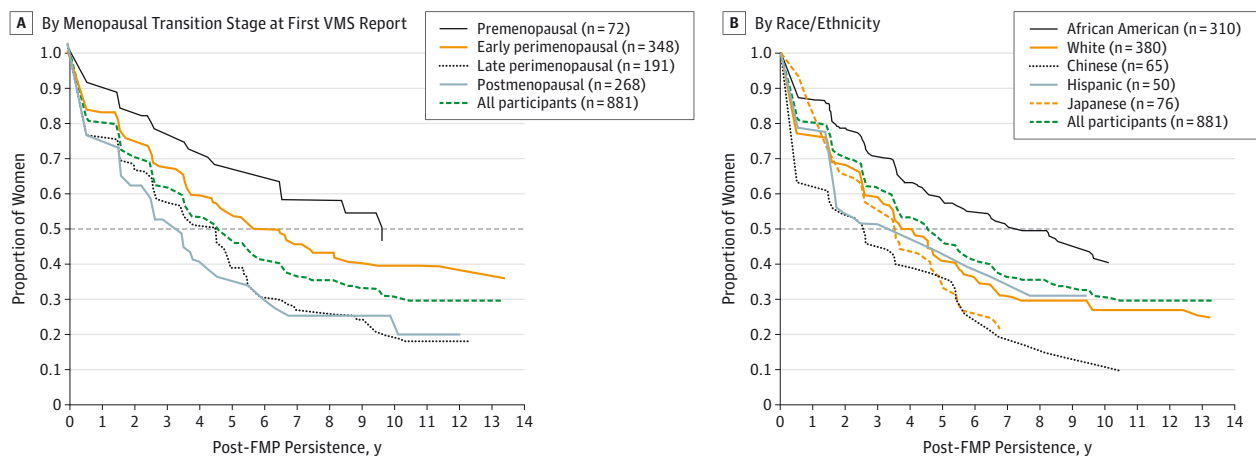 A By Menopausal Transition Stage at First VMS Report
Premenopausal (n = 72)
Early perimenopausal (n = 348)
Late perimenopausal (n = 191)
Postmenopausal (n = 268)
All participants (n = 881)
1.0
0.9
0.8
0.7
0.6
0.5
0.4
0.3
0.2
0.1
Proportion of Women
0 1 2 3 4 5 6 7 8 9 10 11 12 13 14
Post-FMP Persistence, y
B By Race/Ethnicity
African American (n = 310)
White (n = 380)
Chinese (n = 65)
Hispanic (n = 50)
Japanese (n = 76)
All participants (n = 881)
1.0
0.9
0.8
0.7
0.6
0.5
0.4
0.3
0.2
0.1
Proportion of Women
0 1 2 3 4 5 6 7 8 9 10 11 12 13 14
Post-FMP Persistence, y